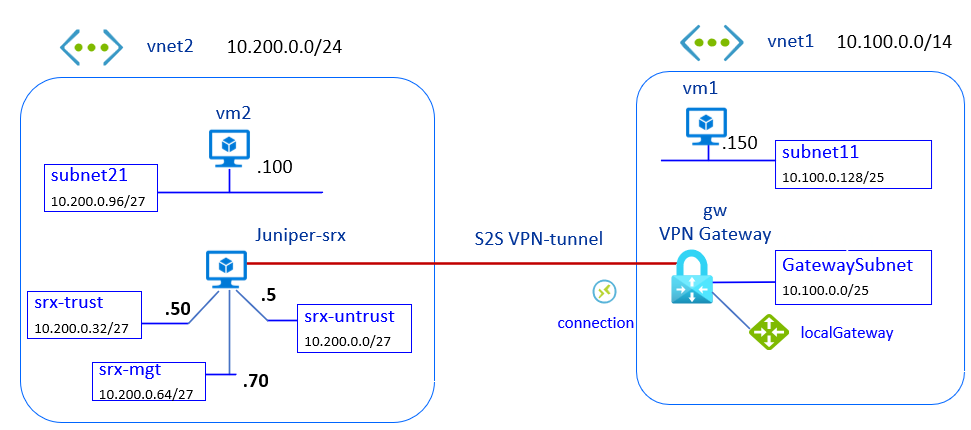 vnet2 10.200.0.0/24
vnet1 10.100.0.0/14
vm2
.100
subnet21
10.200.0.96/27
Juniper-srx
.50
.5
srx-trust
10.200.0.32/27
srx-untrust
10.200.0.0/27
srx-mgt
10.200.0.64/27
.70
S2S VPN-tunnel
connection
vm1
.150
subnet11
10.100.0.128/25
gw
VPN Gateway
GatewaySubnet
10.100.0.0/25
localGateway